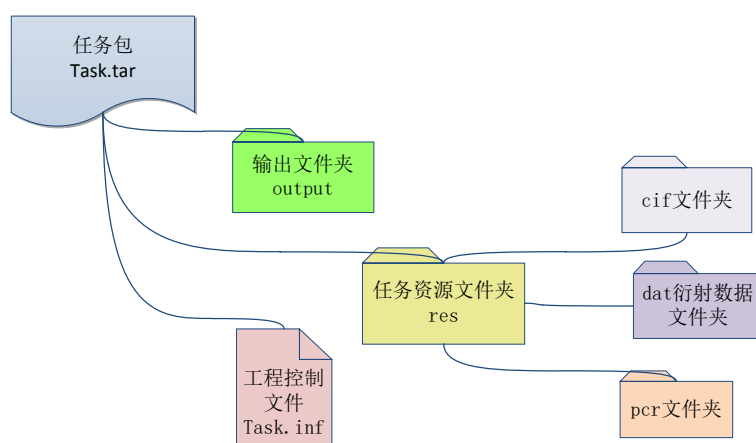 任务包
Task.tar
输出文件夹
output
cif文件夹
任务资源文件夹
res
dat衍射数据
文件夹
工程控制
文件
Task.inf
pcr文件夹